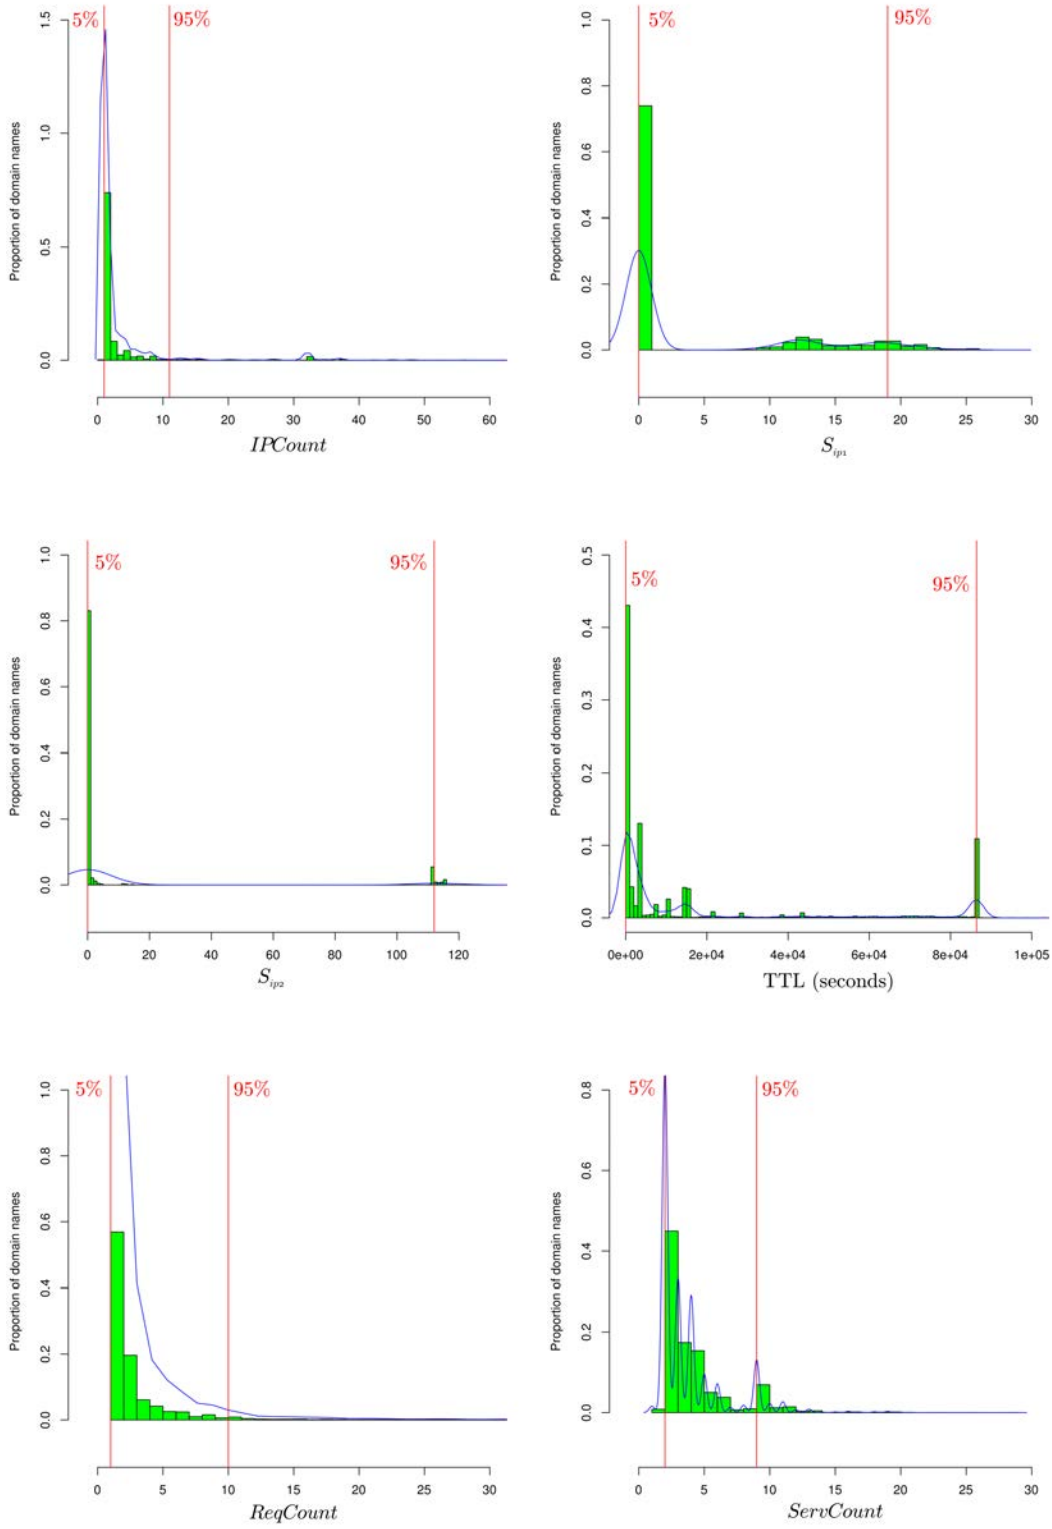 5% 95%
Proportion of domain names
0.0 0.5 1.0 1.5
0 10 20 30 40 50 60
IPCount
5% 95%
Proportion of domain names
0.0 0.2 0.4 0.6 0.8 1.0
0 5 10 15 20 25 30
S_ip1
5% 95%
Proportion of domain names
0.0 0.2 0.4 0.6 0.8 1.0
0 20 40 60 80 100 120
S_ip2
5% 95%
Proportion of domain names
0.0 0.1 0.2 0.3 0.4 0.5
0e+00 2e+04 4e+04 6e+04 8e+04 1e+05
TTL (seconds)
5% 95%
Proportion of domain names
0.0 0.2 0.4 0.6 0.8 1.0
0 5 10 15 20 25 30
ReqCount
5% 95%
Proportion of domain names
0.0 0.2 0.4 0.6 0.8
0 5 10 15 20 25 30
ServCount